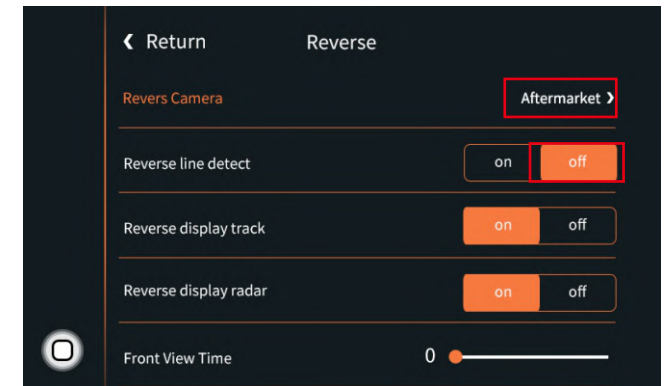 ❮ Return Reverse
Revers Camera Aftermarket ❯
Reverse line detect on off
Reverse display track on off
Reverse display radar on off
Front View Time 0